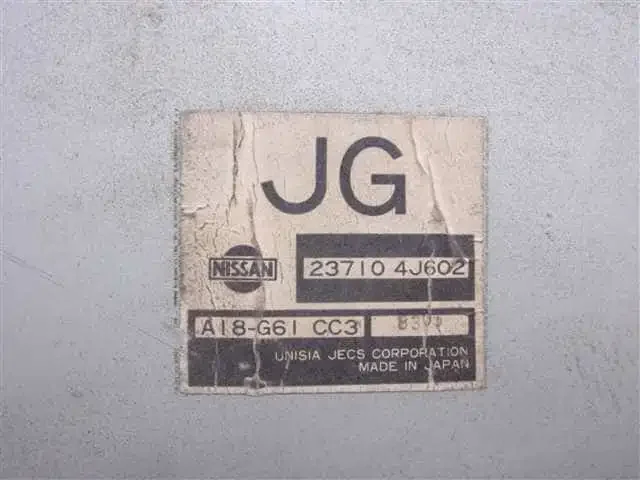 JG
NISSAN
23710 4J602
A18-G61 CC3
UNISIA JECS CORPORATION
MADE IN JAPAN